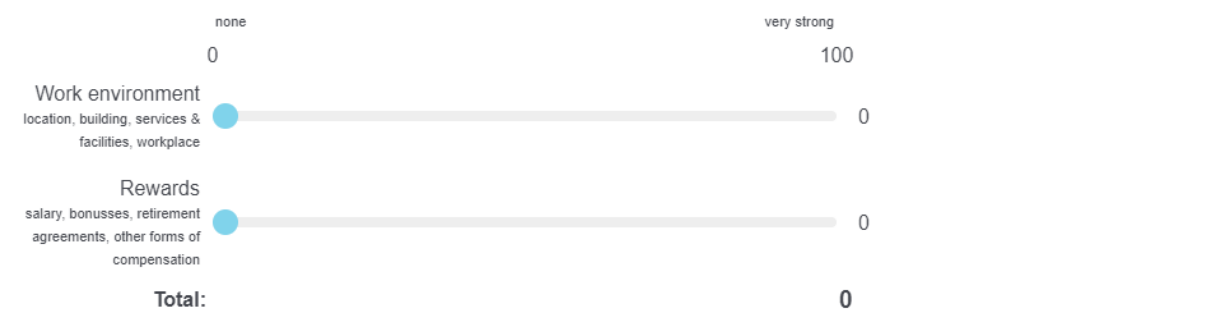 none very strong
0 100
Work environment
location, building, services &
facilities, workplace
0
Rewards
salary, bonusses, retirement
agreements, other forms of
compensation
0
Total: 0